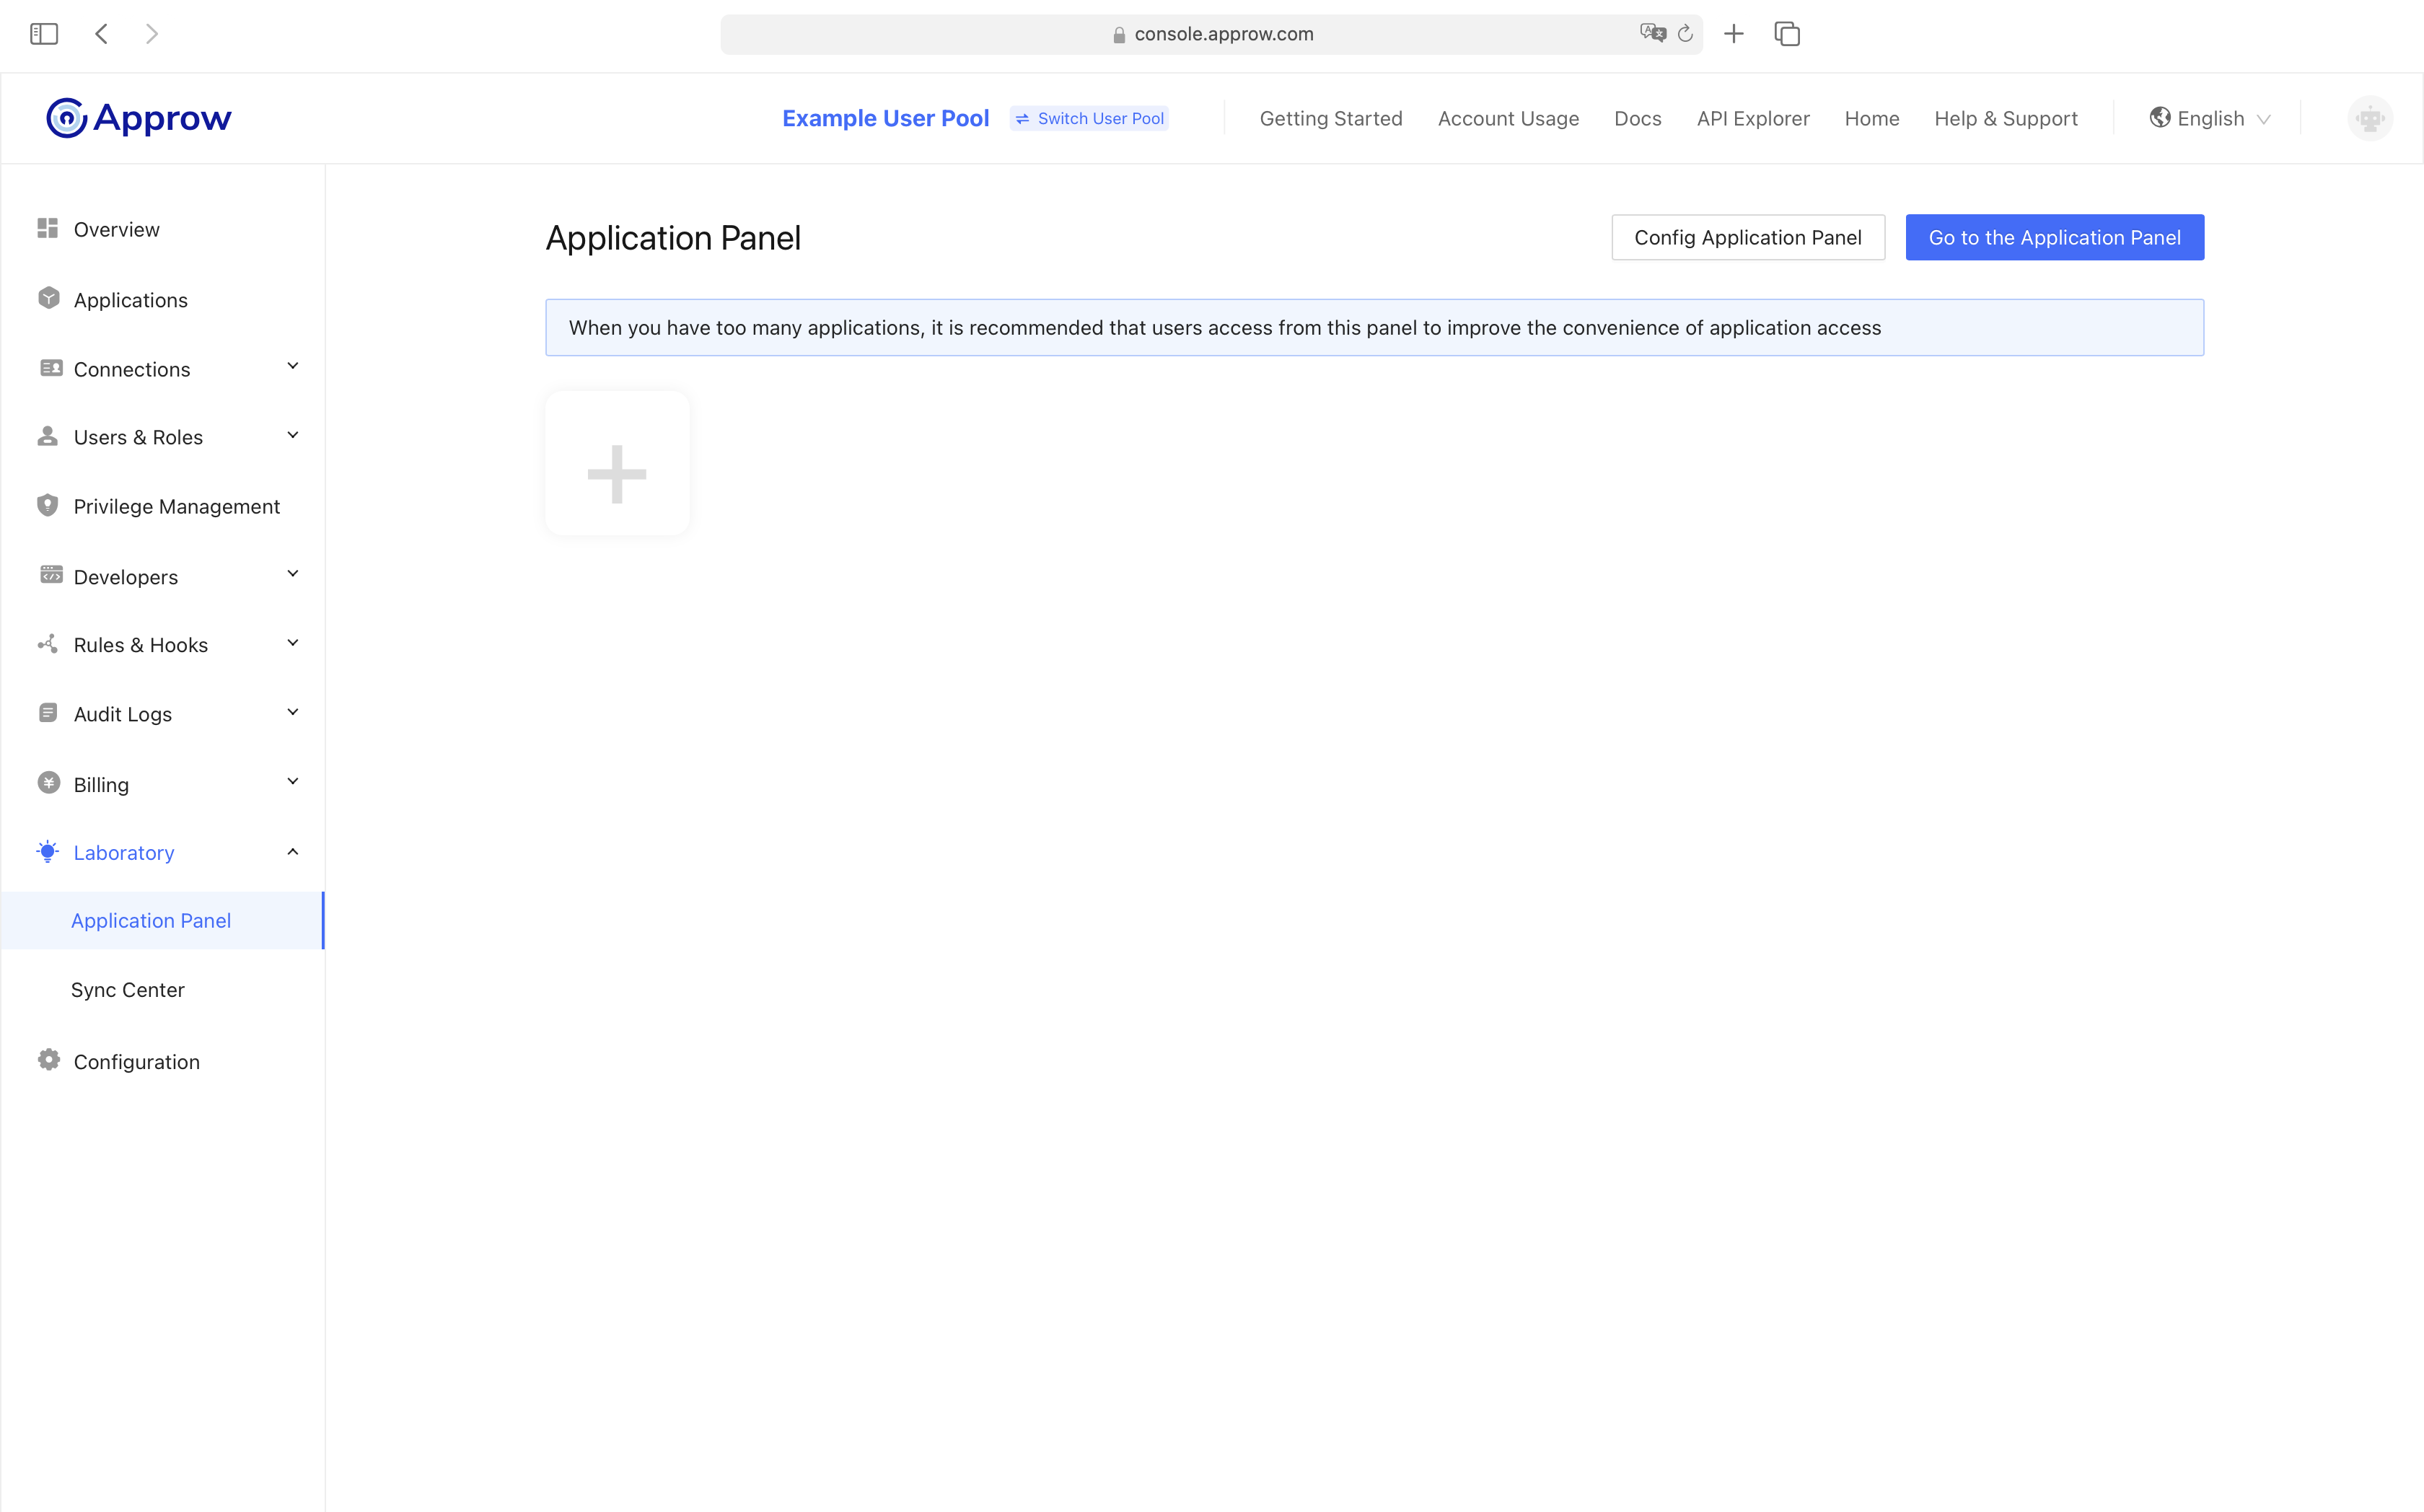 console.approw.com
Approw
Example User Pool
Switch User Pool
Getting Started
Account Usage
Docs
API Explorer
Home
Help & Support
English
Overview
Applications
Connections
Users & Roles
Privilege Management
Developers
Rules & Hooks
Audit Logs
Billing
Laboratory
Application Panel
Sync Center
Configuration
Application Panel
Config Application Panel
Go to the Application Panel
When you have too many applications, it is recommended that users access from this panel to improve the convenience of application access